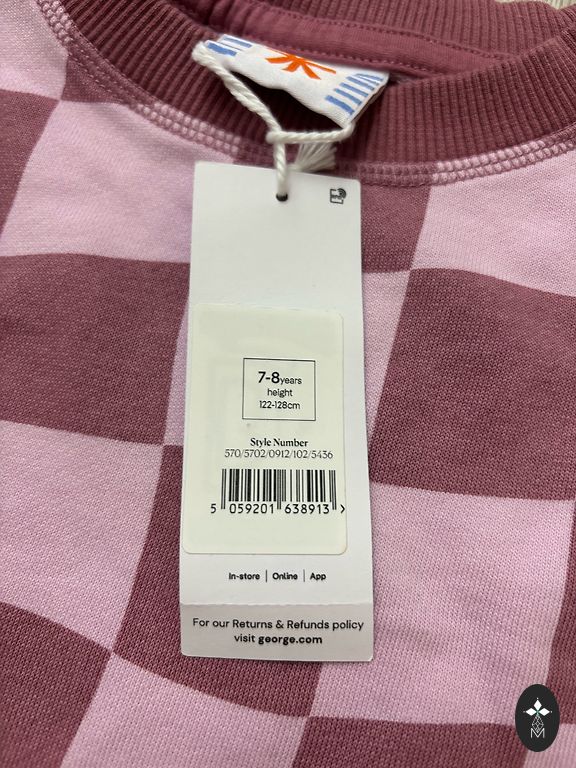 7-8years
height
122-128cm
Style Number
570/5702/0912/102/5436
5 059201 638913 >
In-store | Online | App
For our Returns & Refunds policy
visit george.com
M